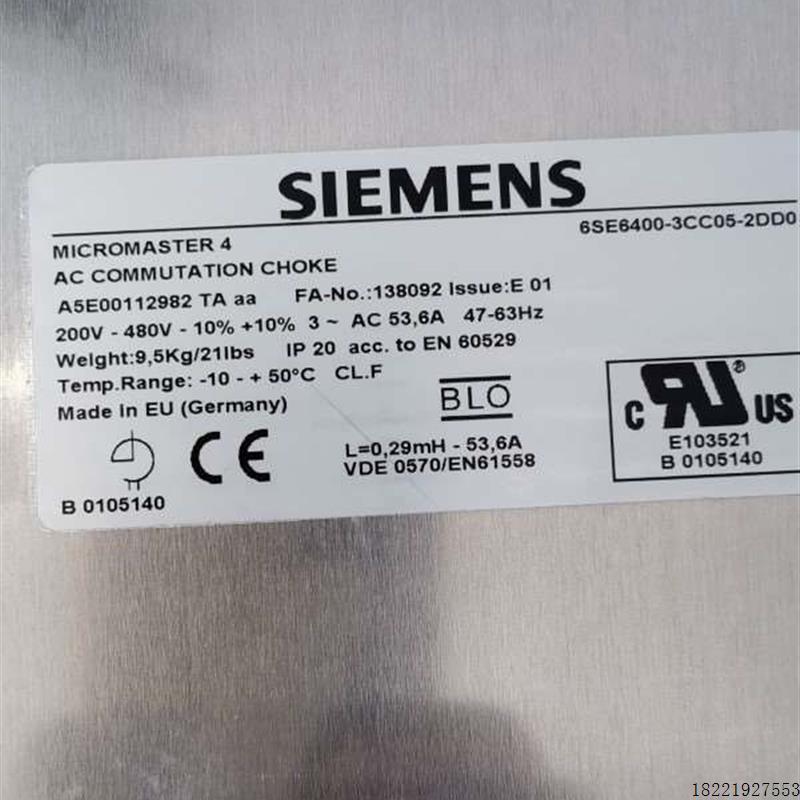 SIEMENS
6SE6400-3CC05-2DD0
MICROMASTER 4
AC COMMUTATION CHOKE
A5E00112982 TA aa FA-No.:138092 Issue:E 01
200V - 480V - 10% +10% 3 ~ AC 53,6A 47-63Hz
Weight:9,5Kg/21lbs IP 20 acc. to EN 60529
Temp.Range: -10 - + 50°C CL.F
Made in EU (Germany)
BLO
CE
L=0,29mH - 53,6A
VDE 0570/EN61558
B 0105140
c RU® US
E103521
B 0105140
18221927553